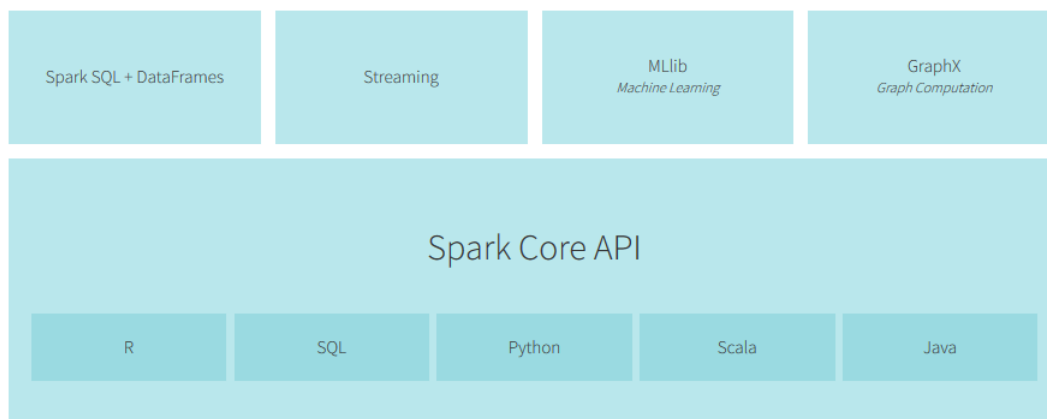 Spark SQL + DataFrames
Streaming
MLlib
Machine Learning
GraphX
Graph Computation
Spark Core API
R
SQL
Python
Scala
Java